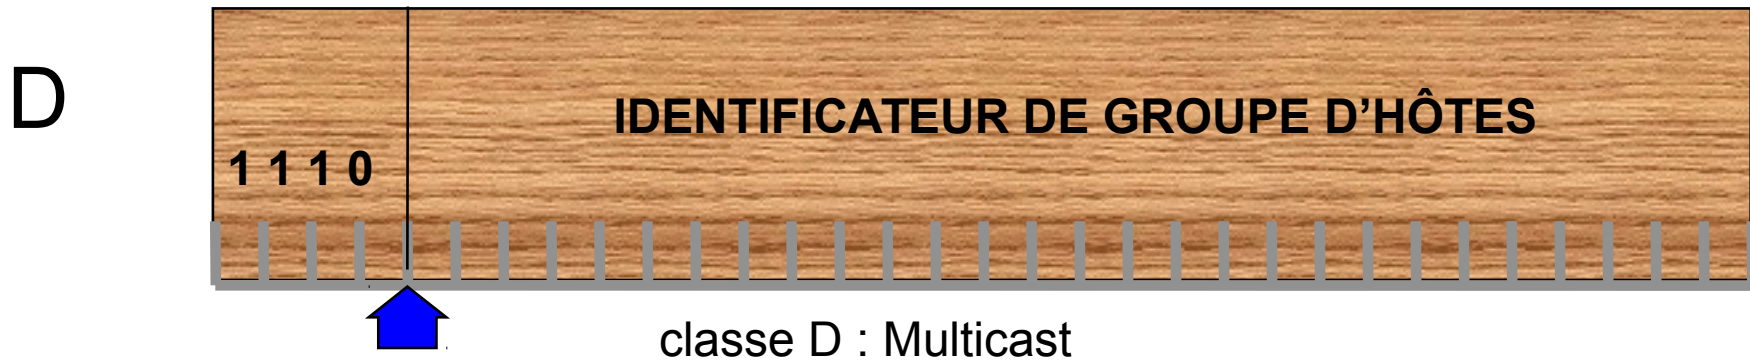 D
IDENTIFICATEUR DE GROUPE D’HÔTES
1 1 1 0
classe D : Multicast